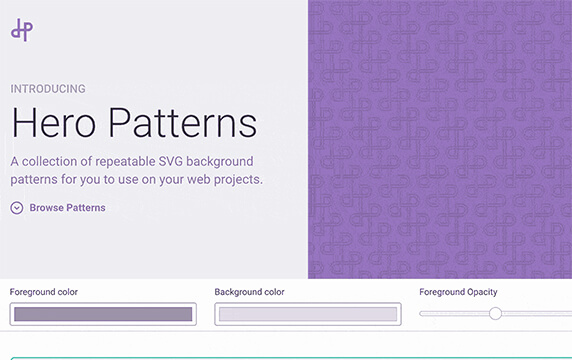 INTRODUCING
Hero Patterns
A collection of repeatable SVG background
patterns for you to use on your web projects.
Browse Patterns
Foreground color
Background color
Foreground Opacity